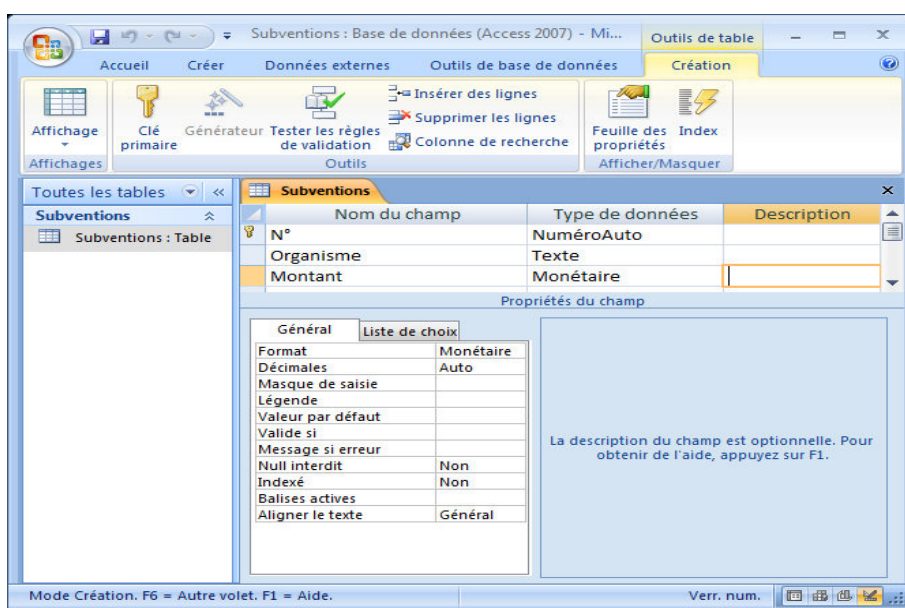 Subventions : Base de données (Access 2007) - Mi... Outils de table
Accueil Créer Données externes Outils de base de données Création
Affichage
Clé primaire
Générateur
Tester les règles de validation
Insérer des lignes
Supprimer les lignes
Colonne de recherche
Feuille des propriétés
Index
Affichages Outils Afficher/Masquer
Toutes les tables
Subventions
Subventions : Table
Subventions
Nom du champ Type de données Description
N° NuméroAuto
Organisme Texte
Montant Monétaire
Propriétés du champ
Général Liste de choix
Format Monétaire
Décimales Auto
Masque de saisie
Légende
Valeur par défaut
Valide si
Message si erreur
Null interdit Non
Indexé Non
Balises actives
Aligner le texte Général
La description du champ est optionnelle. Pour
obtenir de l'aide, appuyez sur F1.
Mode Création. F6 = Autre volet. F1 = Aide. Verr. num.